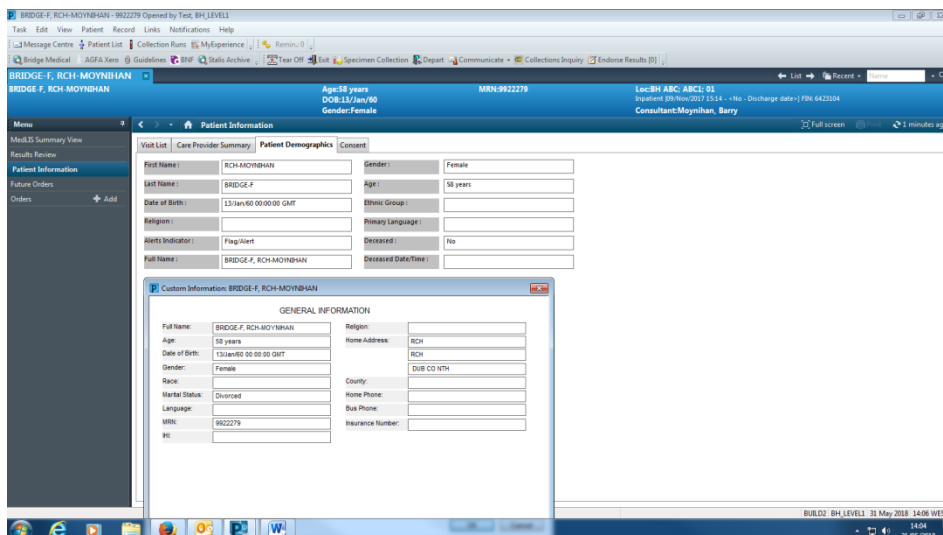 BRIDGE-F, RCH-MOYNIHAN - 9922279 Opened by Test, BH_LEVEL1
Task Edit View Patient Record Links Notifications Help
Message Centre Patient List Collection Runs MyExperience Remin.: 0
Bridge Medical AGFA Xero Guidelines BNF Stalis Archive Tear Off Exit Specimen Collection Depart Communicate Collections Inquiry Endorse Results (0)
BRIDGE-F, RCH-MOYNIHAN List Recent Name
BRIDGE-F, RCH-MOYNIHAN Age:58 years MRN:9922279 Loc:BH ABC; ABC1; 01
DOB:13/Jan/60 Inpatient [09/Nov/2017 15:14 - <No - Discharge date>] FIN: 6423104
Gender:Female Consultant:Moynihan, Barry
Menu Patient Information Full screen Print 1 minutes ag
MedLIS Summary View
Results Review
Patient Information
Future Orders
Orders Add
Visit List Care Provider Summary Patient Demographics Consent
First Name : RCH-MOYNIHAN Gender : Female
Last Name : BRIDGE-F Age : 58 years
Date of Birth : 13/Jan/60 00:00:00 GMT Ethnic Group :
Religion : Primary Language :
Alerts Indicator : Flag/Alert Deceased : No
Full Name : BRIDGE-F, RCH-MOYNIHAN Deceased Date/Time :
Custom Information: BRIDGE-F, RCH-MOYNIHAN
GENERAL INFORMATION
Full Name: BRIDGE-F, RCH-MOYNIHAN Religion:
Age: 58 years Home Address: RCH
Date of Birth: 13/Jan/60 00:00:00 GMT RCH
Gender: Female DUB CO NTH
Race: County:
Marital Status: Divorced Home Phone:
Language: Bus Phone:
MRN: 9922279 Insurance Number:
IHI:
BUILD2 BH_LEVEL1 31 May 2018 14:06 WES
14:04